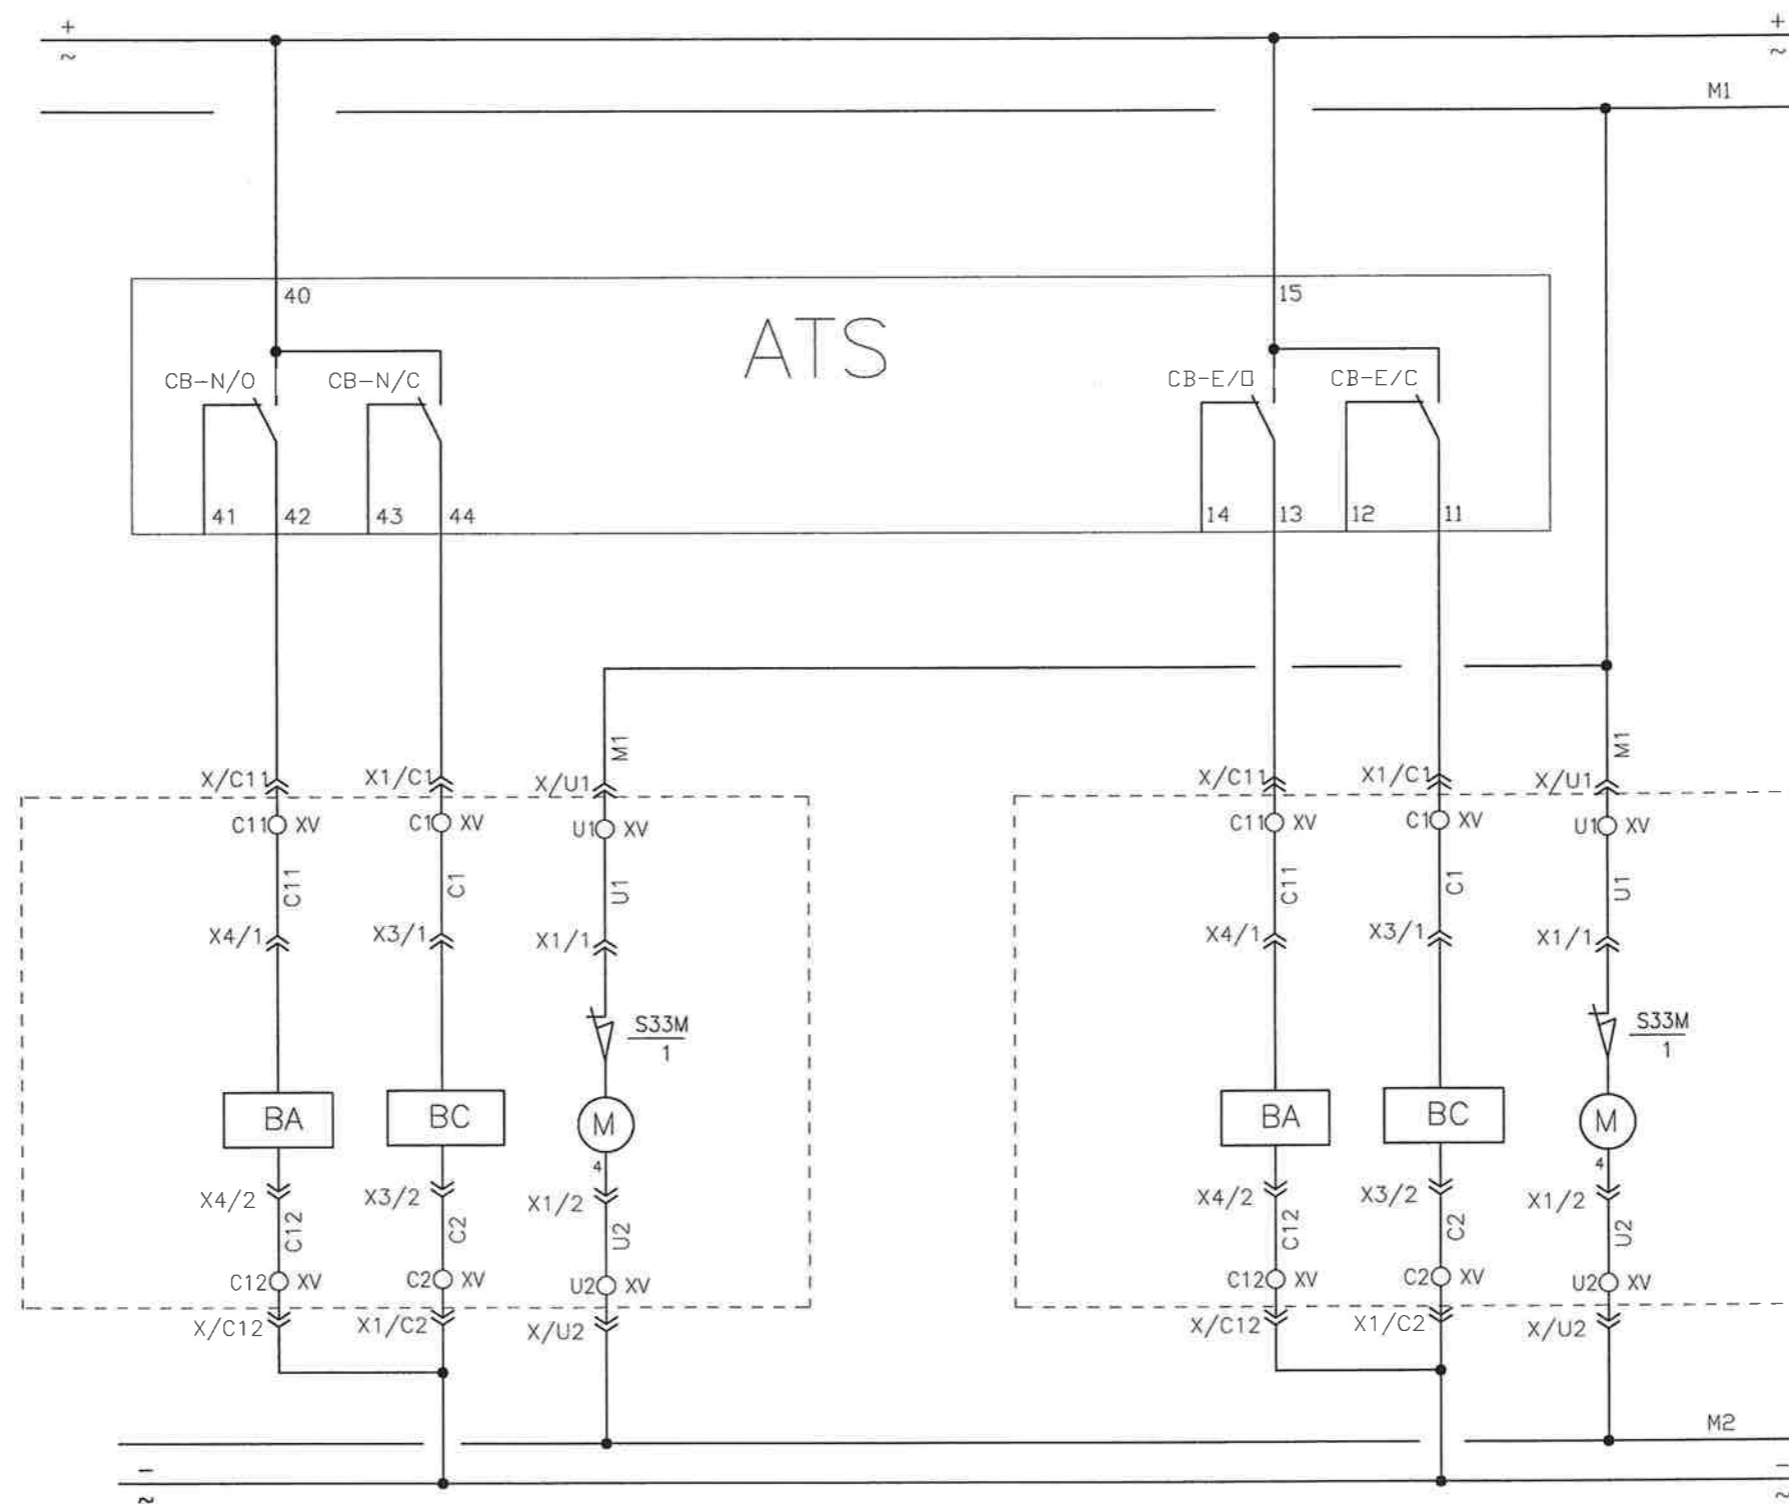 + +
~ ~
M1
40 15
ATS
CB-N/O CB-N/C CB-E/O CB-E/C
41 42 43 44 14 13 12 11
M1 M1
X/C11 X1/C1 X/U1 X/C11 X1/C1 X/U1
C11 XV C1 XV U1 XV C11 XV C1 XV U1 XV
C11 C1 U1 C11 C1 U1
X4/1 X3/1 X1/1 X4/1 X3/1 X1/1
S33M S33M
1 1
BA BC M BA BC M
4 4
X4/2 X3/2 X1/2 X4/2 X3/2 X1/2
C12 C2 U2 C12 C2 U2
C12 XV C2 XV U2 XV C12 XV C2 XV U2 XV
X/C12 X1/C2 X/U2 X/C12 X1/C2 X/U2
M2
- -
~ ~